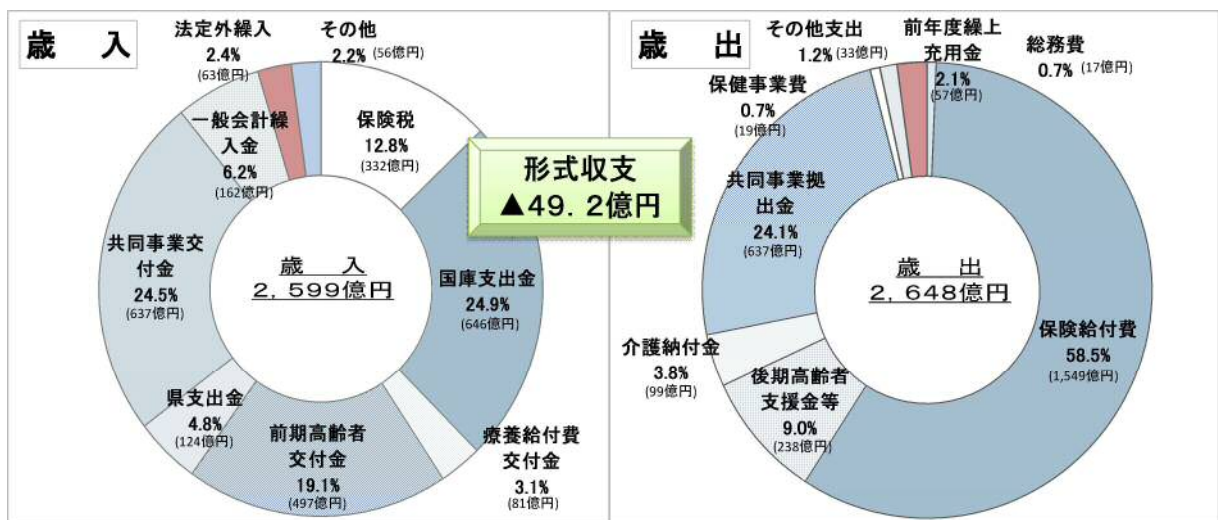 歳 入
法定外繰入
2.4%
(63億円)
その他
2.2% (56億円)
保険税
12.8%
(332億円)
一般会計繰
入金
6.2%
(162億円)
共同事業交
付金
24.5%
(637億円)
歳 入
2,599億円
国庫支出金
24.9%
(646億円)
県支出金
4.8%
(124億円)
前期高齢者
交付金
19.1%
(497億円)
療養給付費
交付金
3.1%
(81億円)
形式収支
▲49.2億円
歳 出
その他支出
1.2% (33億円)
前年度繰上
充用金
2.1%
(57億円)
総務費
0.7% (17億円)
保健事業費
0.7%
(19億円)
共同事業拠
出金
24.1%
(637億円)
歳 出
2,648億円
保険給付費
58.5%
(1,549億円)
介護納付金
3.8%
(99億円)
後期高齢者
支援金等
9.0%
(238億円)